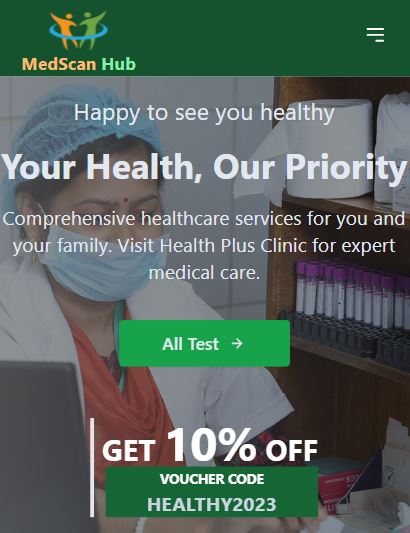 MedScan Hub
Happy to see you healthy
Your Health, Our Priority
Comprehensive healthcare services for you and
your family. Visit Health Plus Clinic for expert
medical care.
All Test →
GET 10% OFF
VOUCHER CODE
HEALTHY2023